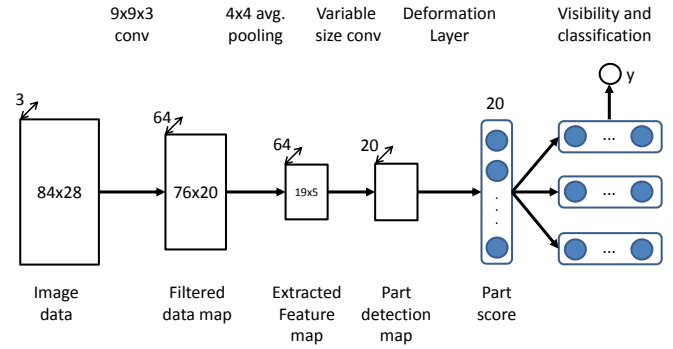 9x9x3
conv
4x4 avg.
pooling
Variable
size conv
Deformation
Layer
Visibility and
classification
3
84x28
64
76x20
64
19x5
20
20
.
.
.
y
...
...
...
Image
data
Filtered
data map
Extracted
Feature
map
Part
detection
map
Part
score